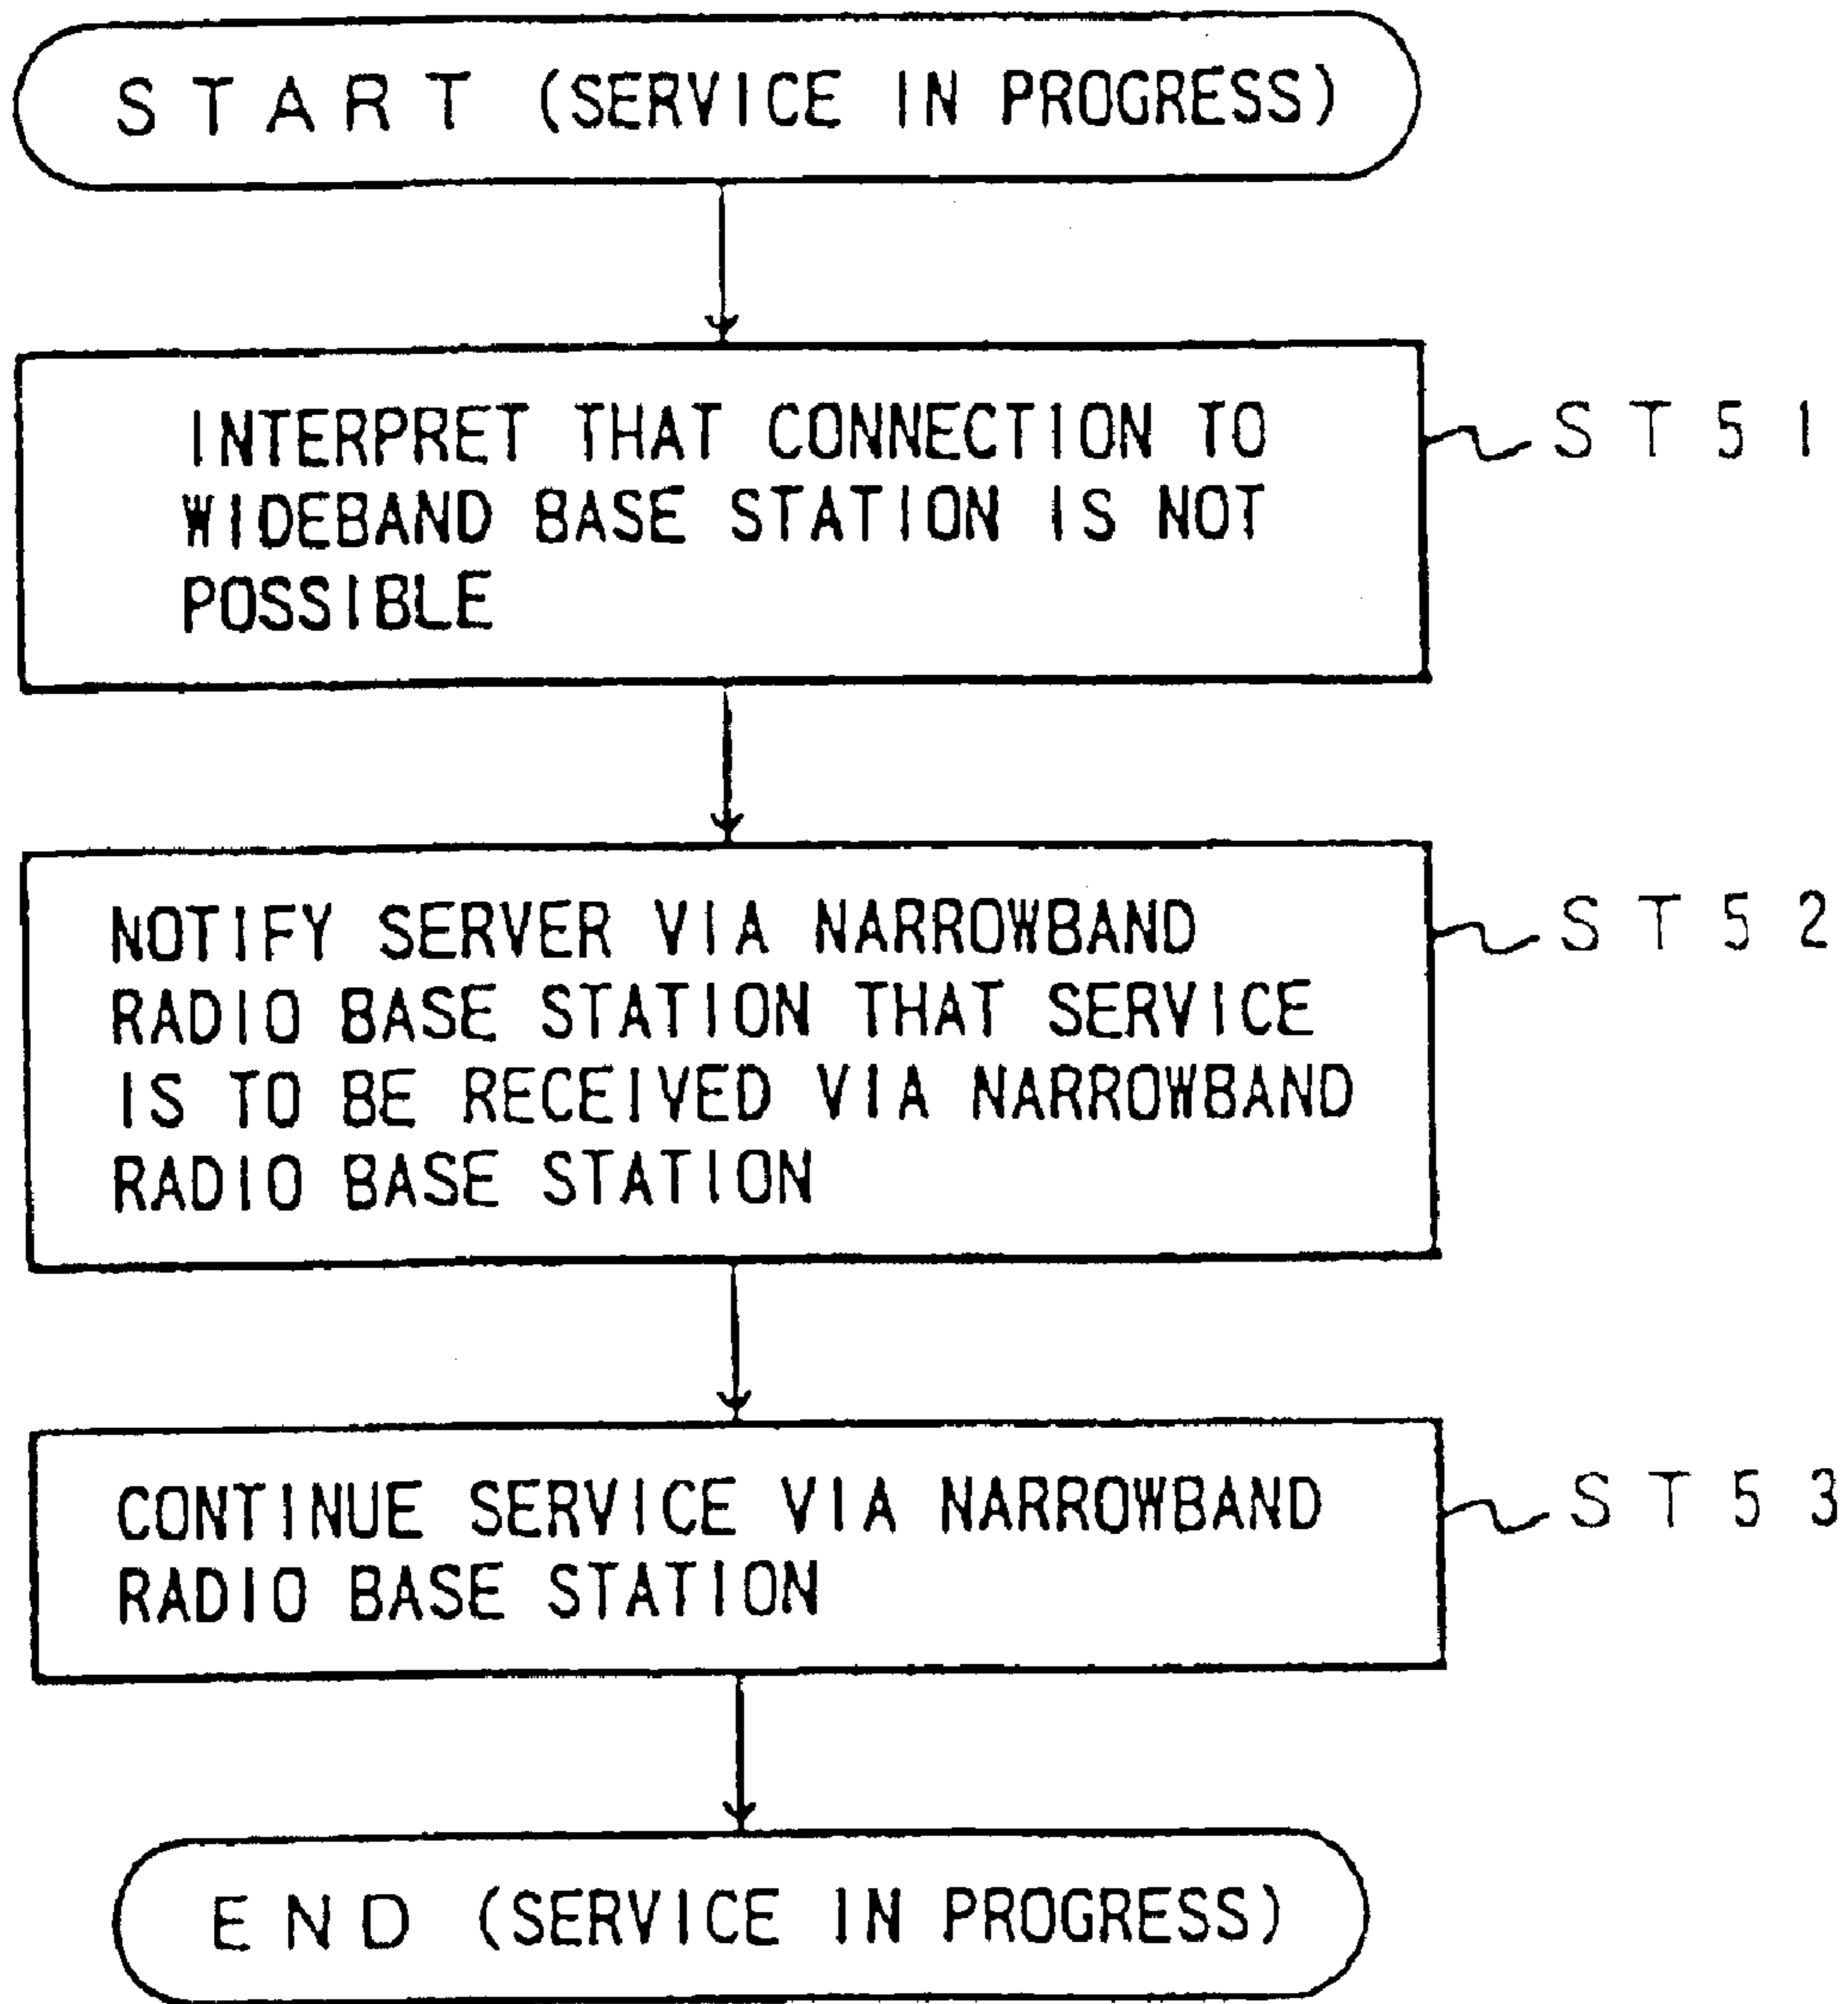 START (SERVICE IN PROGRESS)
INTERPRET THAT CONNECTION TO
WIDEBAND BASE STATION IS NOT
POSSIBLE
ST51
NOTIFY SERVER VIA NARROWBAND
RADIO BASE STATION THAT SERVICE
IS TO BE RECEIVED VIA NARROWBAND
RADIO BASE STATION
ST52
CONTINUE SERVICE VIA NARROWBAND
RADIO BASE STATION
ST53
END (SERVICE IN PROGRESS)